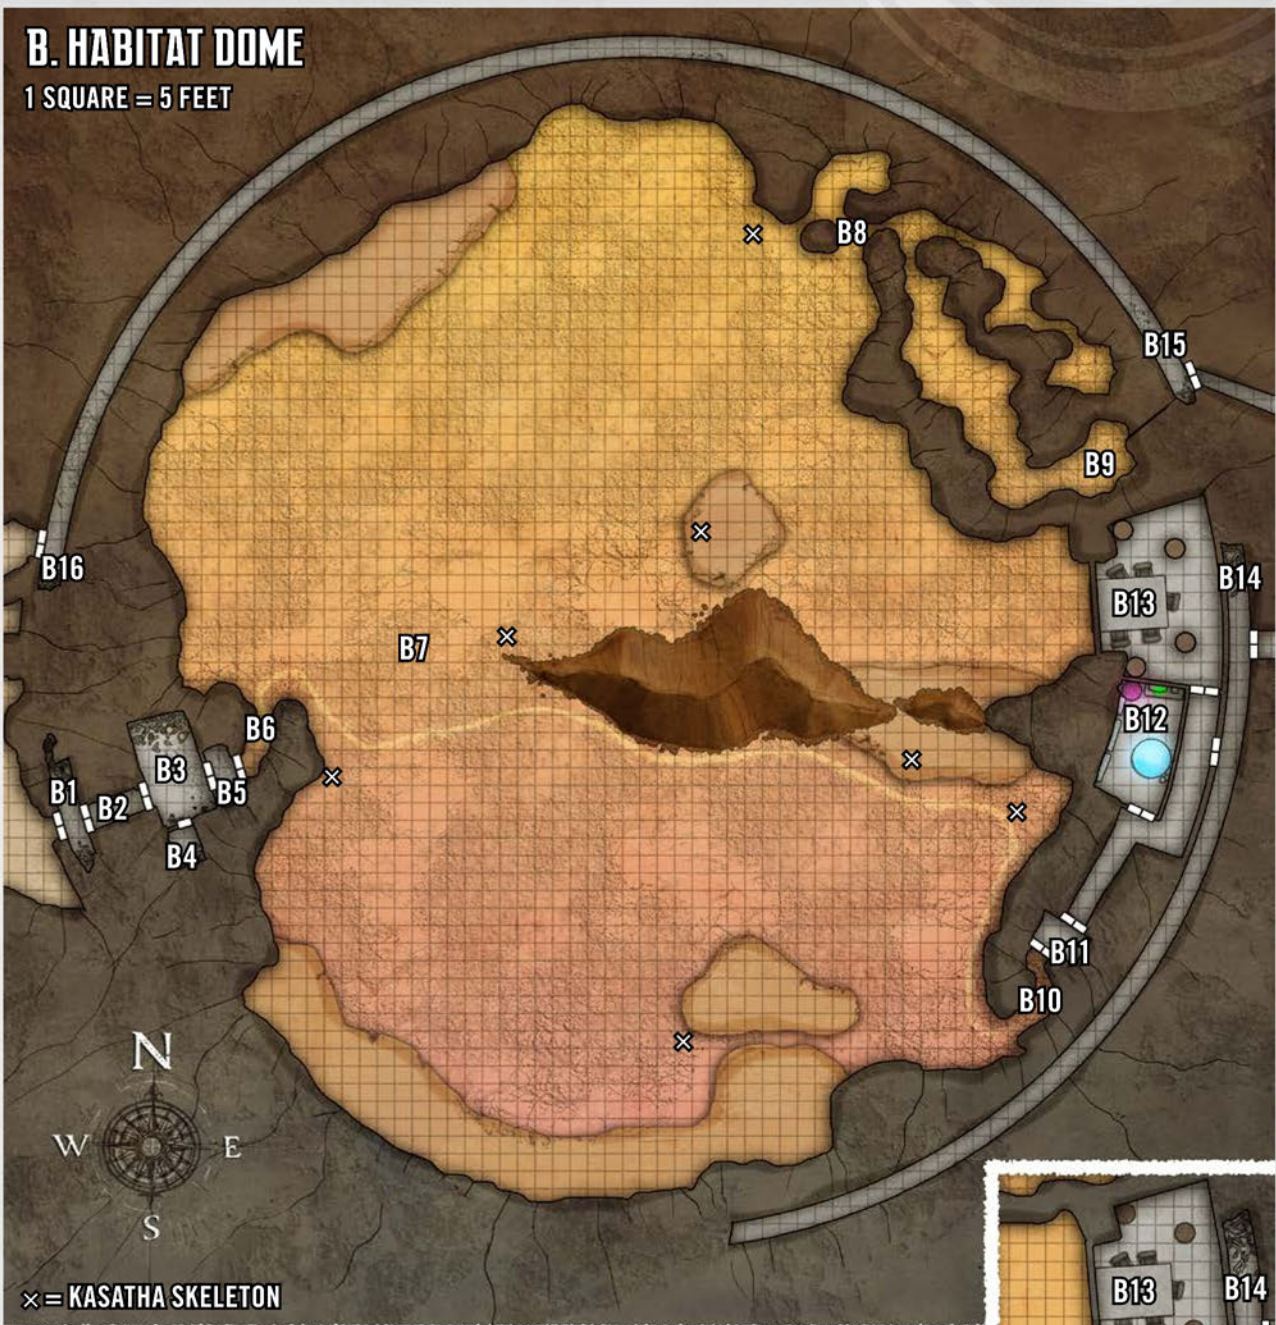 B. HABITAT DOME
1 SQUARE = 5 FEET
B8
B15
B9
B16
B14
B13
B7
B12
B6
B3
B1
B2
B5
B4
B11
B10
N
W
E
S
× = KASATHA SKELETON
B13
B14